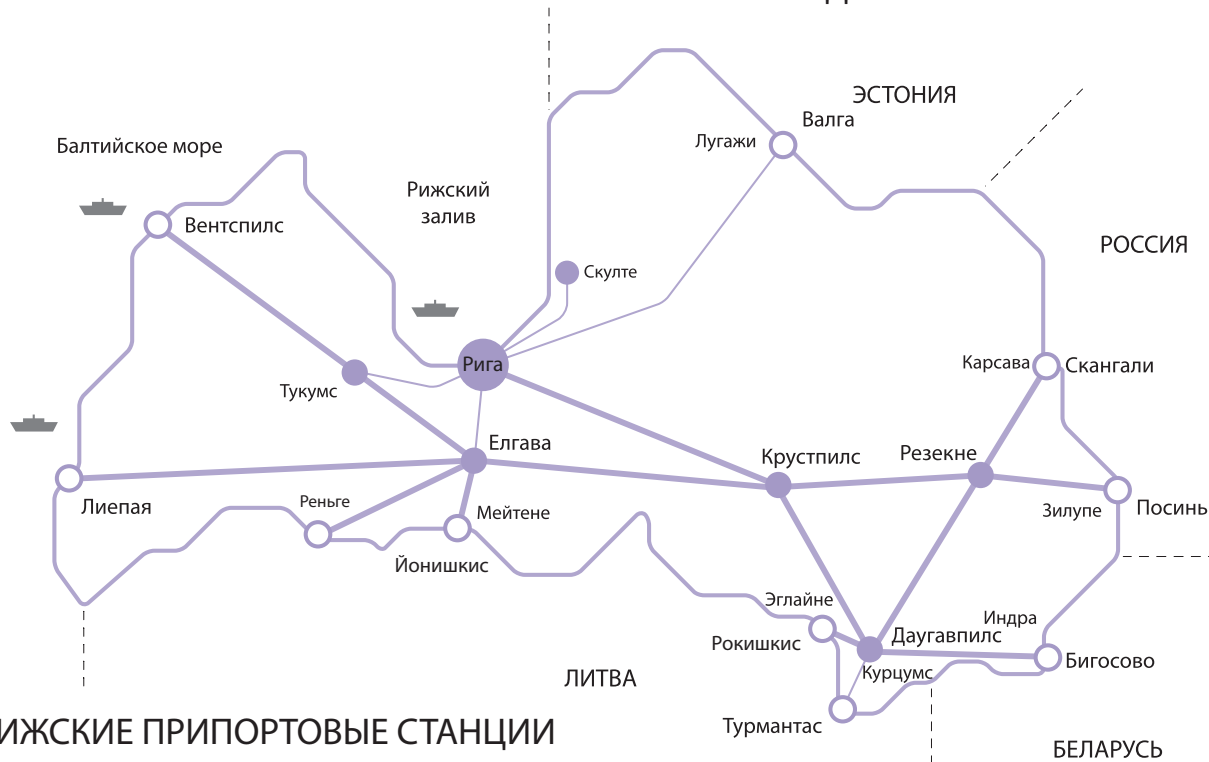 ЭСТОНИЯ
Валга
Лугажи
Балтийское море
Рижский
залив
Вентспилс
РОССИЯ
Скулте
Рига
Карсава
Скангали
Тукумс
Елгава
Крустпилс
Резекне
Лиепая
Реньге
Мейтене
Зилупе
Посинь
Йонишкис
Эглайне
Индра
Рокишкис
Даугавпилс
Бигосово
Курцумс
ЛИТВА
Турмантас
ИЖСКИЕ ПРИПОРТОВЫЕ СТАНЦИИ
БЕЛАРУСЬ